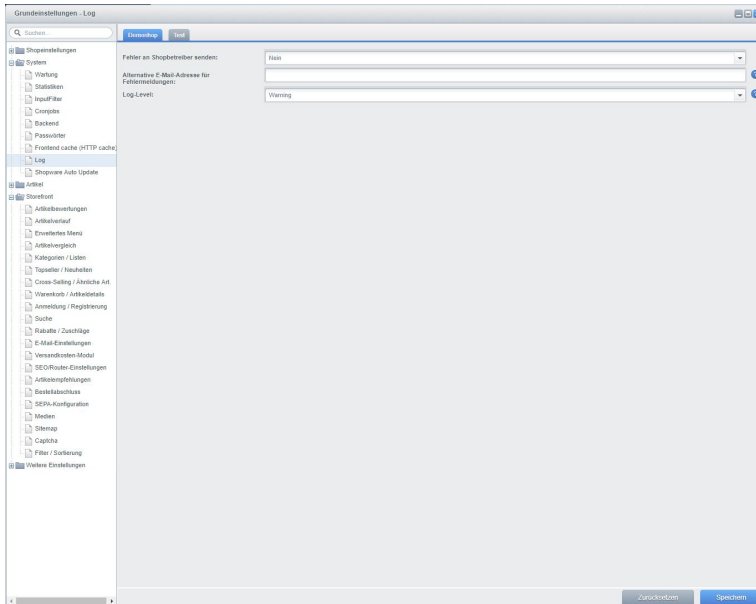 Grundeinstellungen - Log
Suchen...
Demoshop
Test
Shopeinstellungen
System
Wartung
Statistiken
InputFilter
Cronjobs
Backend
Passwörter
Frontend cache (HTTP cache)
Log
Shopware Auto Update
Artikel
Storefront
Artikelbewertungen
Artikelverlauf
Erweitertes Menü
Artikelvergleich
Kategorien / Listen
Topseller / Neuheiten
Cross-Selling / Ähnliche Art
Warenkorb / Artikeldetails
Anmeldung / Registrierung
Suche
Rabatte / Zuschläge
E-Mail-Einstellungen
Versandkosten-Modul
SEO/Router-Einstellungen
Artikelempfehlungen
Bestellabschluss
SEPA-Konfiguration
Medien
Sitemap
Captcha
Filter / Sortierung
Weitere Einstellungen
Fehler an Shopbetreiber senden:
Nein
Alternative E-Mail-Adresse für
Fehlermeldungen:
Log-Level:
Warning
Zurücksetzen
Speichern